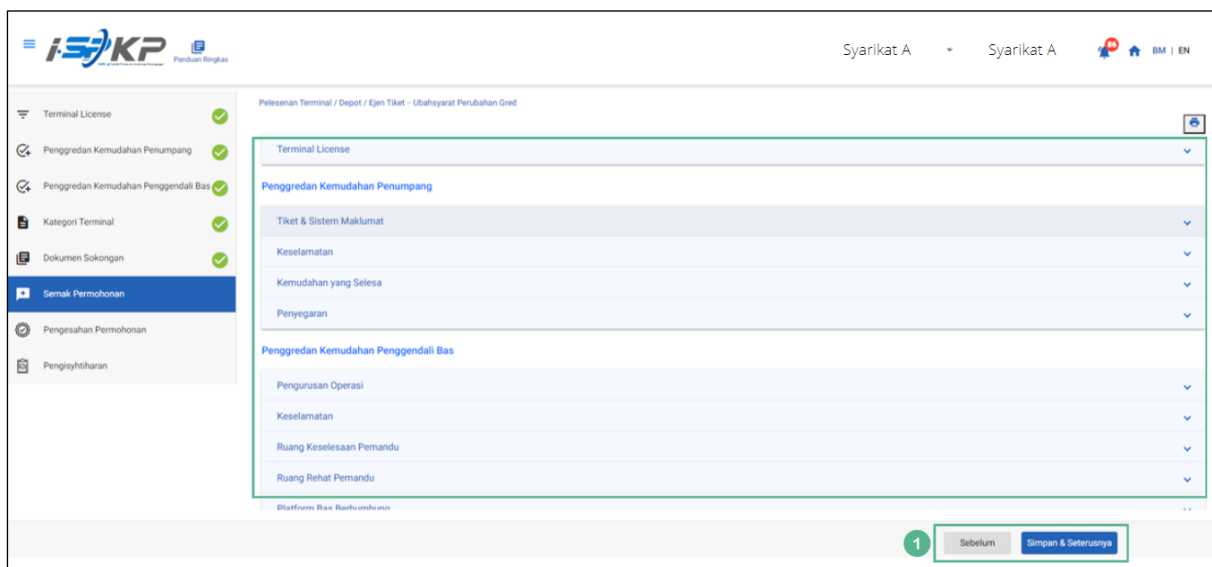 i-SPKP
Panduan Ringkas
Syarikat A
Syarikat A
86
BM | EN
Terminal License
Penggredan Kemudahan Penumpang
Penggredan Kemudahan Penggendali Bas
Kategori Terminal
Dokumen Sokongan
Semak Permohonan
Pengesahan Permohonan
Pengisyhtiharan
Pelesenan Terminal / Depot / Ejen Tiket > Ubahsyarat Perubahan Gred
Terminal License
Penggredan Kemudahan Penumpang
Tiket & Sistem Maklumat
Keselamatan
Kemudahan yang Selesa
Penyegaran
Penggredan Kemudahan Penggendali Bas
Pengurusan Operasi
Keselamatan
Ruang Keselesaan Pemandu
Ruang Rehat Pemandu
Platform Bas Berbumbung
1
Sebelum
Simpan & Seterusnya